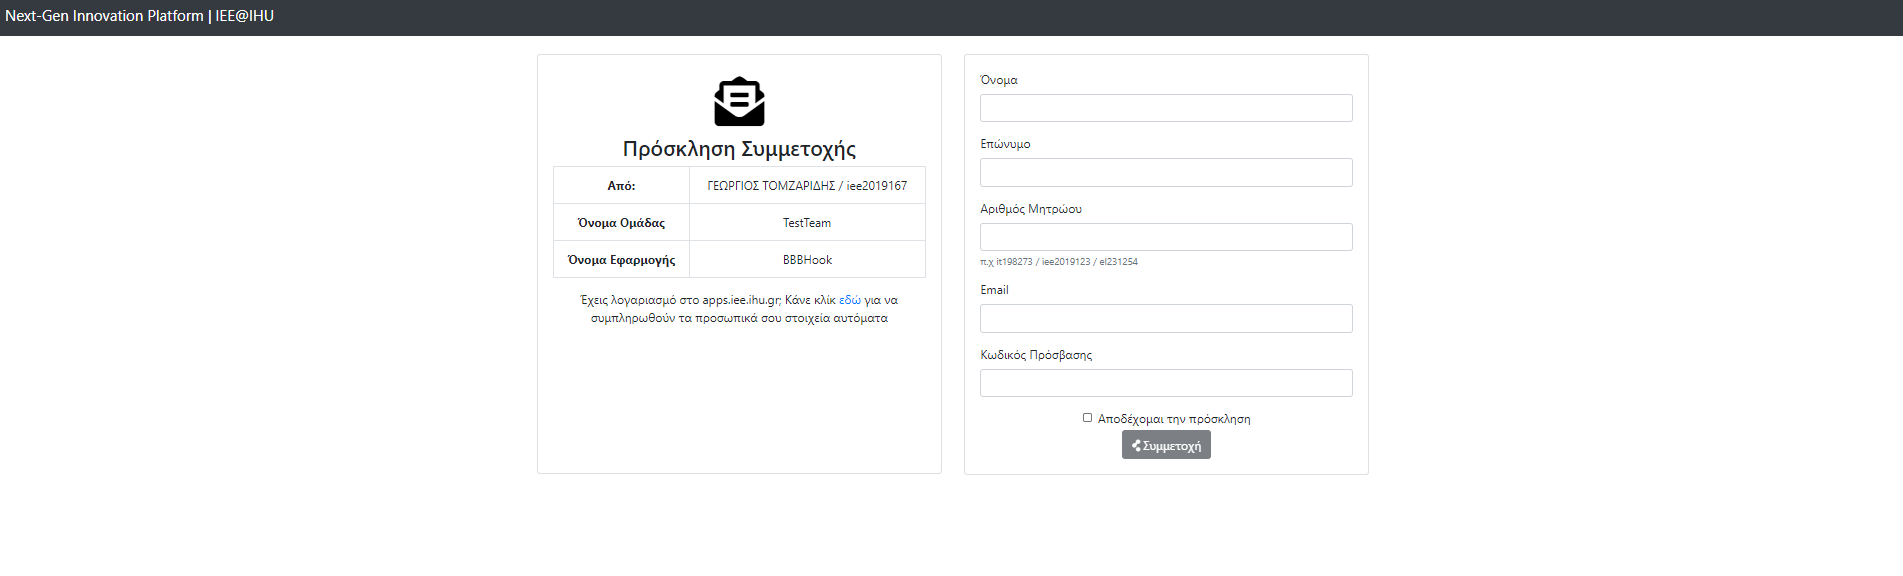 Next-Gen Innovation Platform | IEE@IHU
Πρόσκληση Συμμετοχής
Από: ΓΕΩΡΓΙΟΣ ΤΟΜΖΑΡΙΔΗΣ / iee2019167
Όνομα Ομάδας TestTeam
Όνομα Εφαρμογής BBBHook
Έχεις λογαριασμό στο apps.iee.ihu.gr; Κάνε κλίκ εδώ για να
συμπληρωθούν τα προσωπικά σου στοιχεία αυτόματα
Όνομα
Επώνυμο
Αριθμός Μητρώου
π.χ it198273 / iee2019123 / el231254
Email
Κωδικός Πρόσβασης
Αποδέχομαι την πρόσκληση
Συμμετοχή